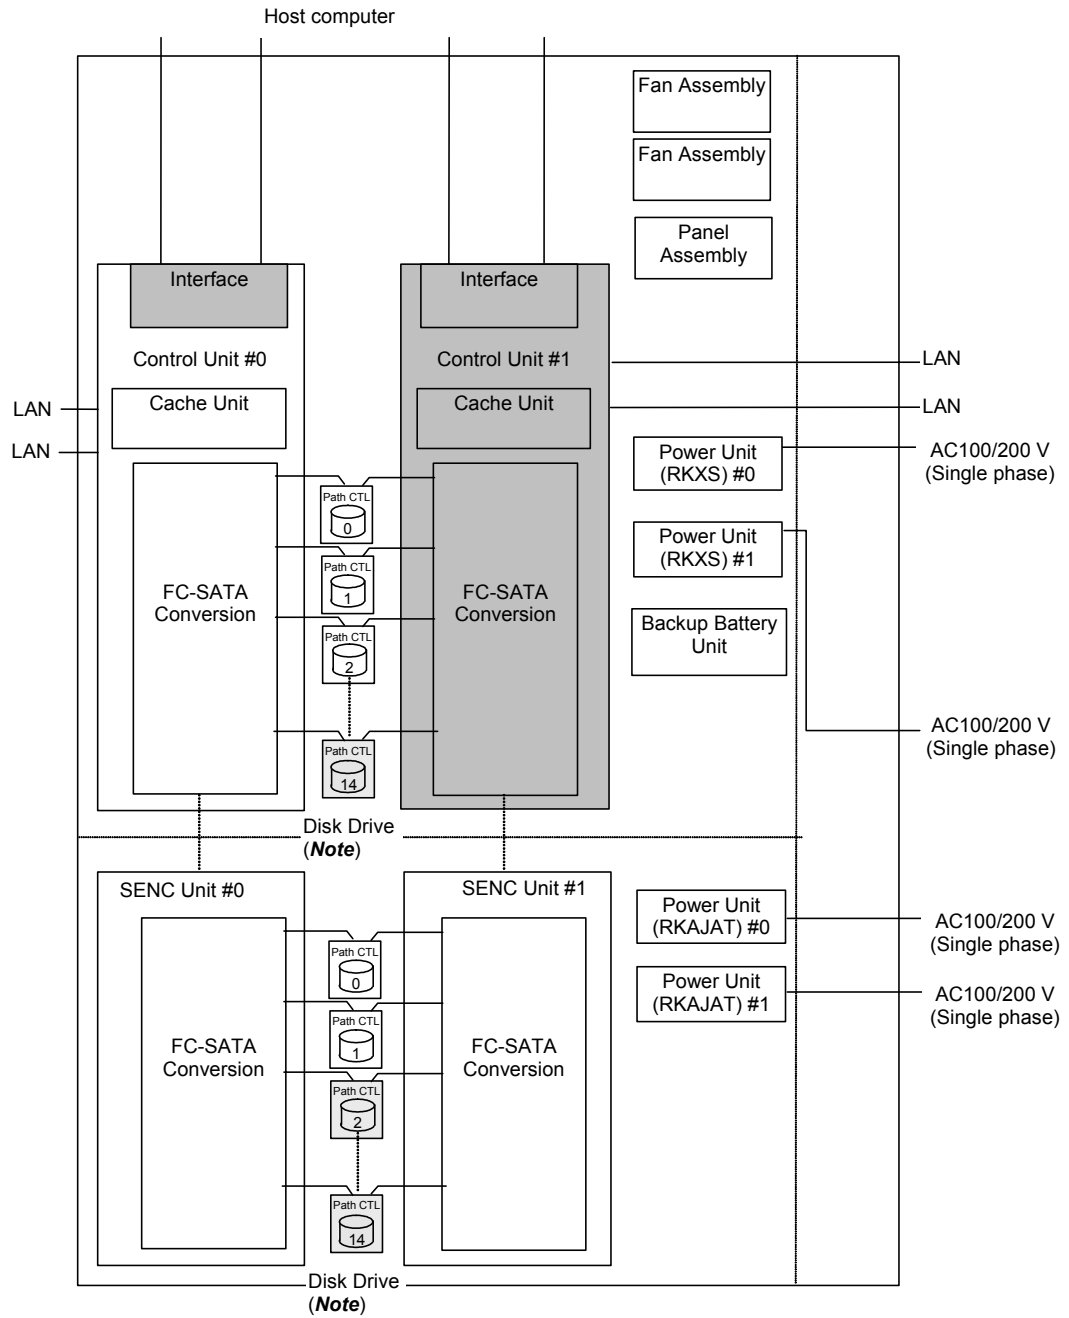 Host computer
Fan Assembly
Fan Assembly
Panel
Assembly
Interface
Interface
Control Unit #0
Control Unit #1
LAN
Cache Unit
Cache Unit
LAN
LAN
LAN
Power Unit
(RKXS) #0
AC100/200 V
(Single phase)
Path CTL
0
Power Unit
(RKXS) #1
Path CTL
1
FC-SATA
Conversion
FC-SATA
Conversion
Backup Battery
Unit
Path CTL
2
AC100/200 V
(Single phase)
Path CTL
14
Disk Drive
(Note)
SENC Unit #0
SENC Unit #1
Power Unit
(RKAJAT) #0
AC100/200 V
(Single phase)
Path CTL
0
Power Unit
(RKAJAT) #1
AC100/200 V
(Single phase)
Path CTL
1
FC-SATA
Conversion
FC-SATA
Conversion
Path CTL
2
Path CTL
14
Disk Drive
(Note)